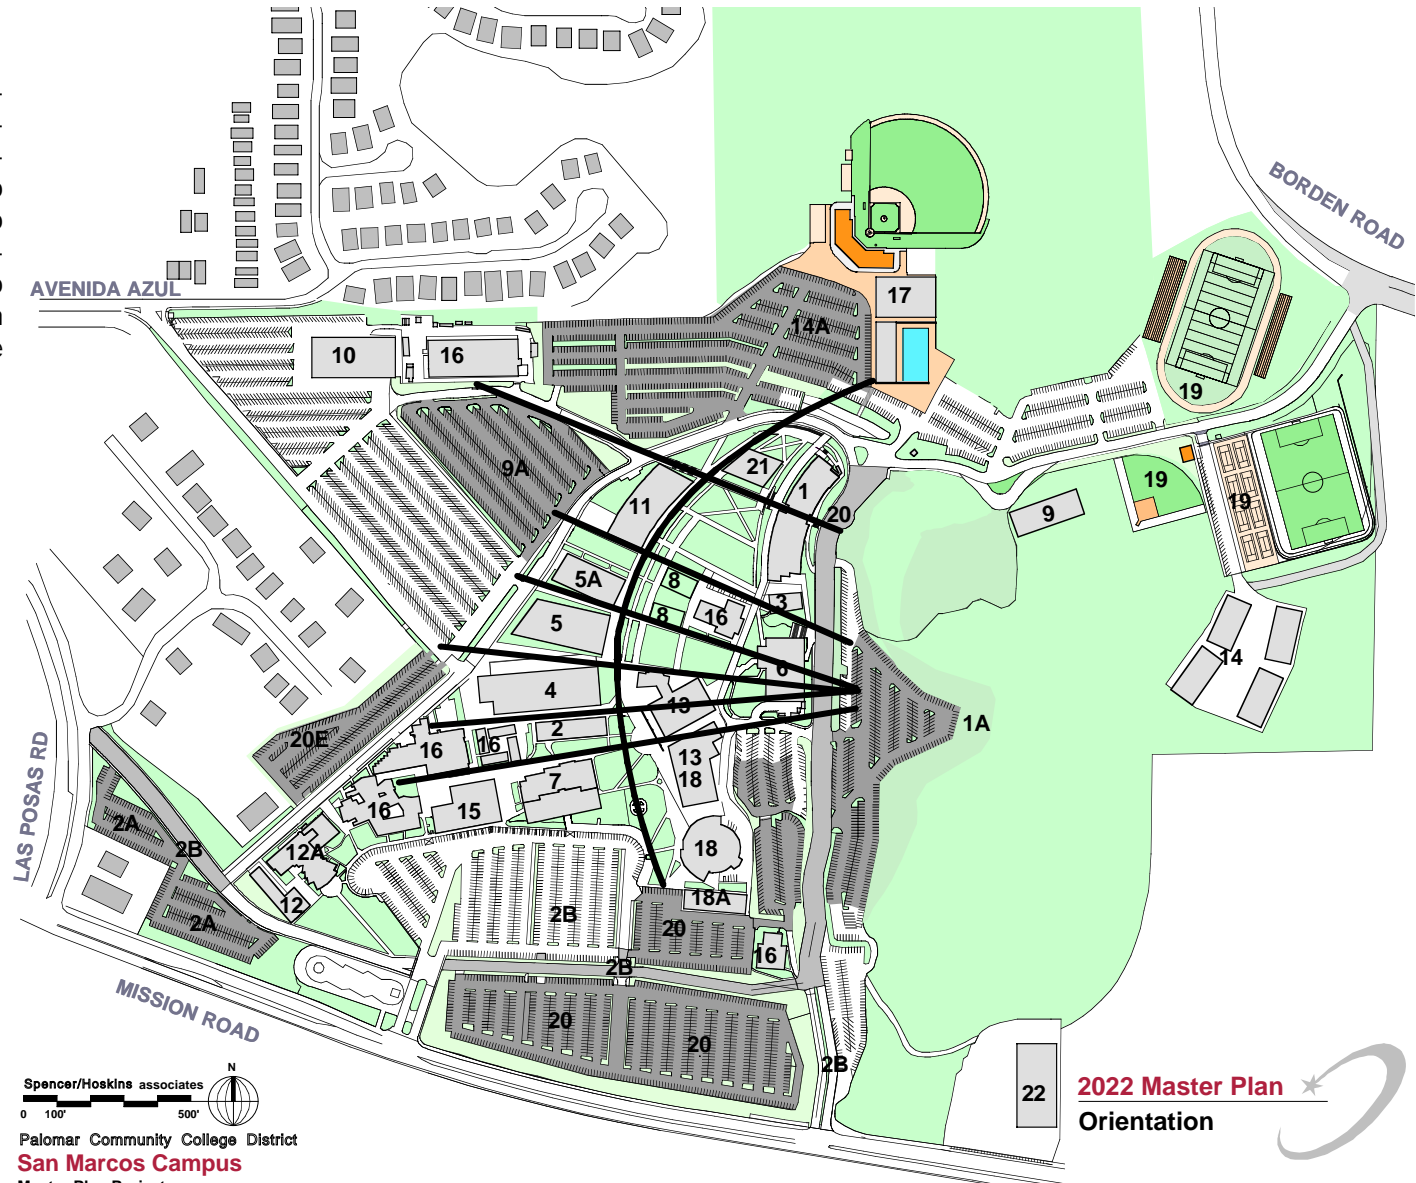 BORDEN ROAD
AVENIDA AZUL
17
14A
10
16
19
9A
21
1
11
20
9
19
19
5A
8
8
16
3
5
6
14
4
13
1A
2
20E
16
16
13
18
7
LAS POSAS RD
16
15
2A
2B
12A
18
12
18A
2A
2B
20
16
2B
MISSION ROAD
20
20
2B
22
2022 Master Plan
Orientation
N
Spencer/Hoskins associates
0 100' 500'
Palomar Community College District
San Marcos Campus